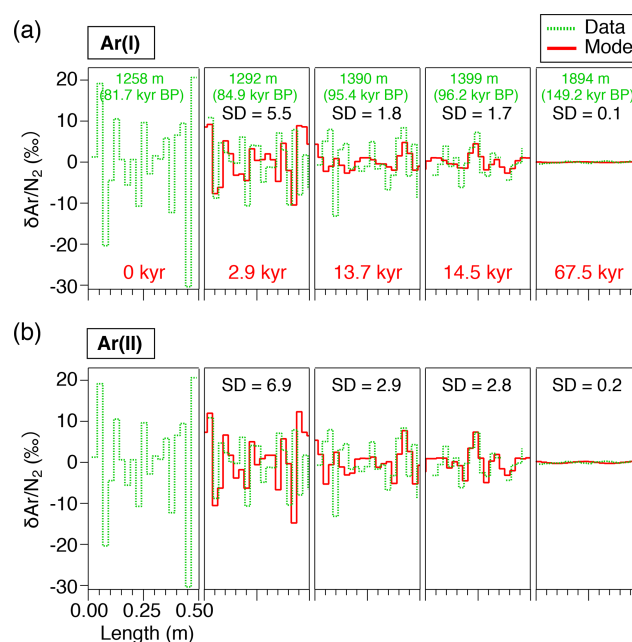 (a)
Ar(I)
Data
Mode
1258 m
(81.7 kyr BP)
1292 m
(84.9 kyr BP)
SD = 5.5
1390 m
(95.4 kyr BP)
SD = 1.8
1399 m
(96.2 kyr BP)
SD = 1.7
1894 m
(149.2 kyr BP)
SD = 0.1
20
10
0
-10
-20
-30
δAr/N₂ (‰)
0 kyr
2.9 kyr
13.7 kyr
14.5 kyr
67.5 kyr
(b)
Ar(II)
SD = 6.9
SD = 2.9
SD = 2.8
SD = 0.2
20
10
0
-10
-20
-30
δAr/N₂ (‰)
0.00 0.25 0.50
Length (m)